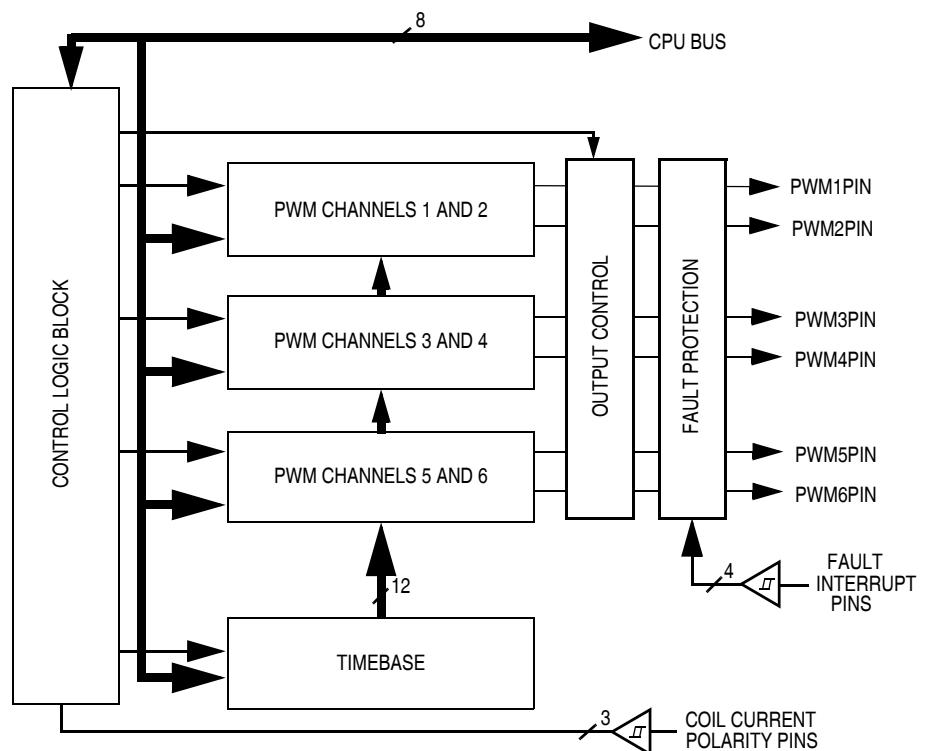 8
CPU BUS
CONTROL LOGIC BLOCK
PWM CHANNELS 1 AND 2
PWM CHANNELS 3 AND 4
PWM CHANNELS 5 AND 6
12
TIMEBASE
OUTPUT CONTROL
FAULT PROTECTION
PWM1PIN
PWM2PIN
PWM3PIN
PWM4PIN
PWM5PIN
PWM6PIN
4
FAULT
INTERRUPT
PINS
3
COIL CURRENT
POLARITY PINS